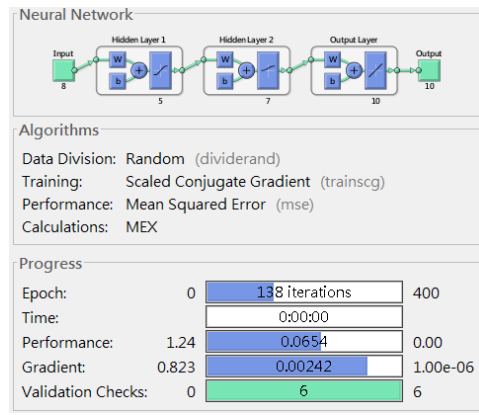 Neural Network
Hidden Layer 1 Hidden Layer 2 Output Layer
Input Output
W W W
b b b
8 5 7 10 10
Algorithms
Data Division: Random (dividerand)
Training: Scaled Conjugate Gradient (trainscg)
Performance: Mean Squared Error (mse)
Calculations: MEX
Progress
Epoch: 0 138 iterations 400
Time: 0:00:00
Performance: 1.24 0.0654 0.00
Gradient: 0.823 0.00242 1.00e-06
Validation Checks: 0 6 6